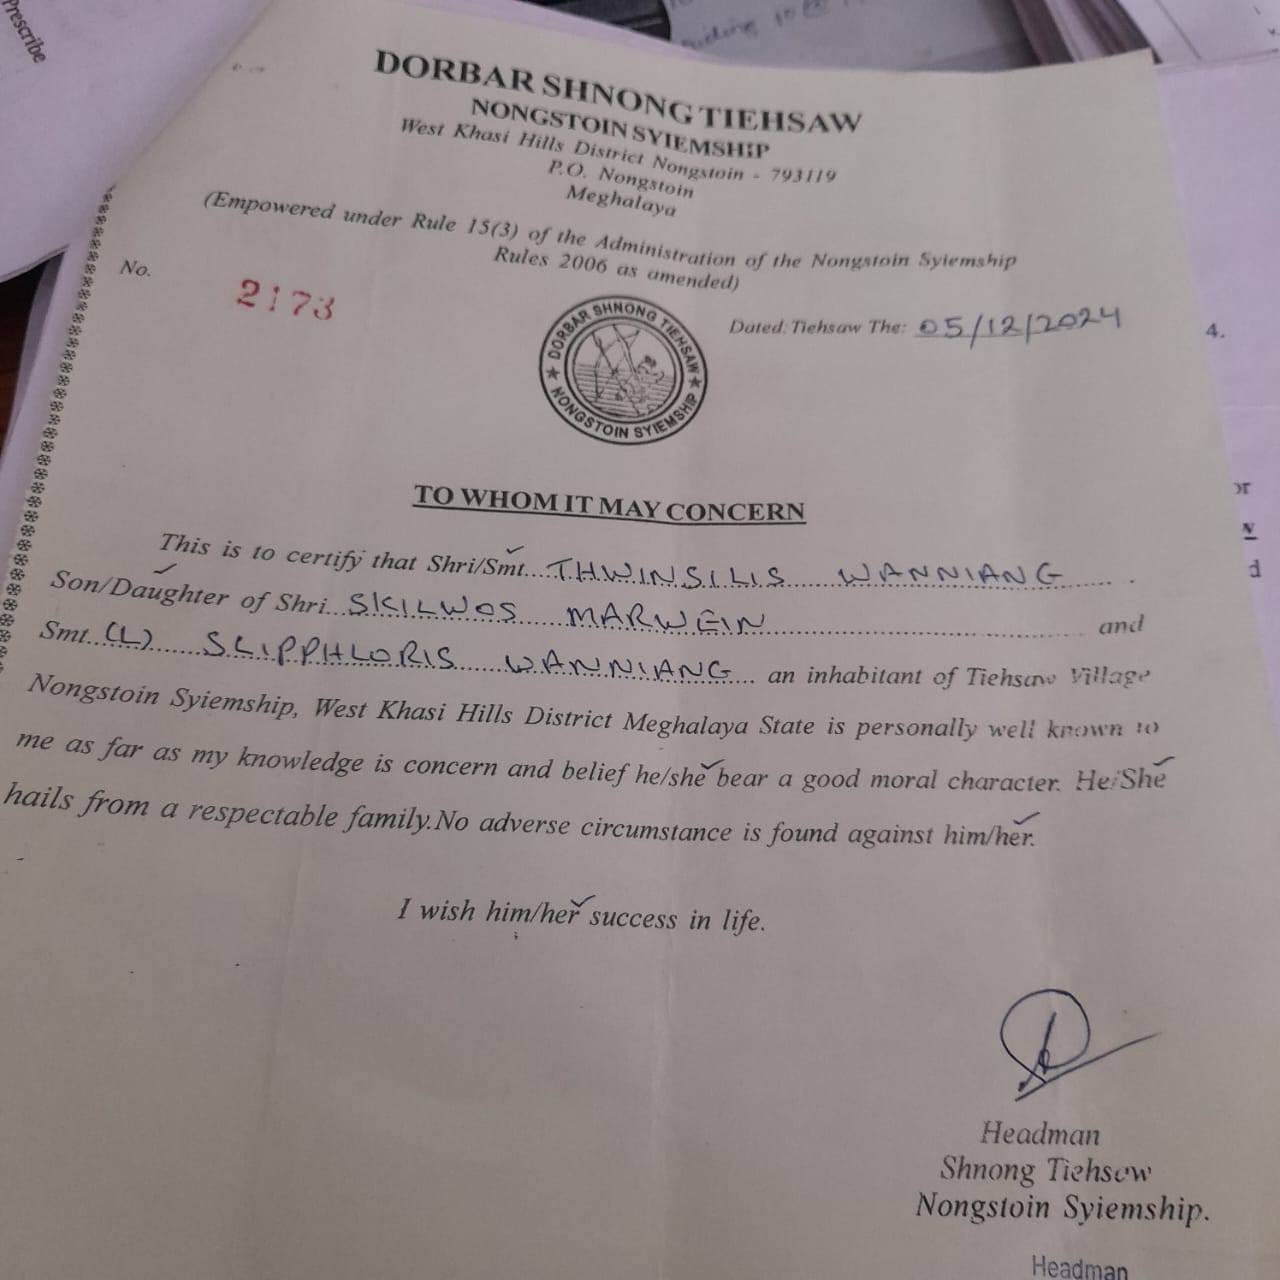 Prescribe
DORBAR SHNONG TIEHSAW
NONGSTOIN SYIEMSHIP
West Khasi Hills District Nongstoin - 793119
P.O. Nongstoin
Meghalaya
(Empowered under Rule 15(3) of the Administration of the Nongstoin Syiemship
Rules 2006 as amended)
No. 2173
Dated: Tiehsaw The: 05/12/2024
DORBAR SHNONG TIEHSAW
NONGSTOIN SYIEMSHIP
TO WHOM IT MAY CONCERN
This is to certify that Shri/Smt. THWINSILIS WANNIANG
Son/Daughter of Shri. SKILWOS MARWEIN and
Smt. (L) SLIPPHLORIS WANNIANG an inhabitant of Tiehsaw Village
Nongstoin Syiemship, West Khasi Hills District Meghalaya State is personally well known to
me as far as my knowledge is concern and belief he/she bear a good moral character. He/She
hails from a respectable family.No adverse circumstance is found against him/her.
I wish him/her success in life.
Headman
Shnong Tiehsaw
Nongstoin Syiemship.
Headman
4.